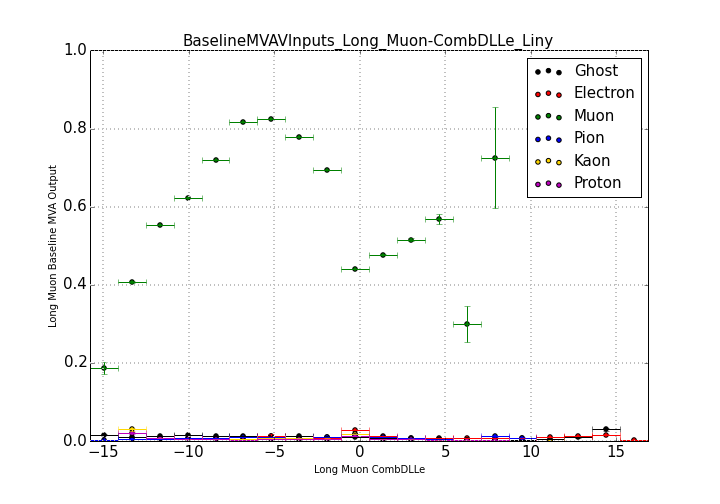 BaselineMVAVInputs_Long_Muon-CombDLLe_Liny
Long Muon Baseline MVA Output
1.0
0.8
0.6
0.4
0.2
0.0
Ghost
Electron
Muon
Pion
Kaon
Proton
−15 −10 −5 0 5 10 15
Long Muon CombDLLe